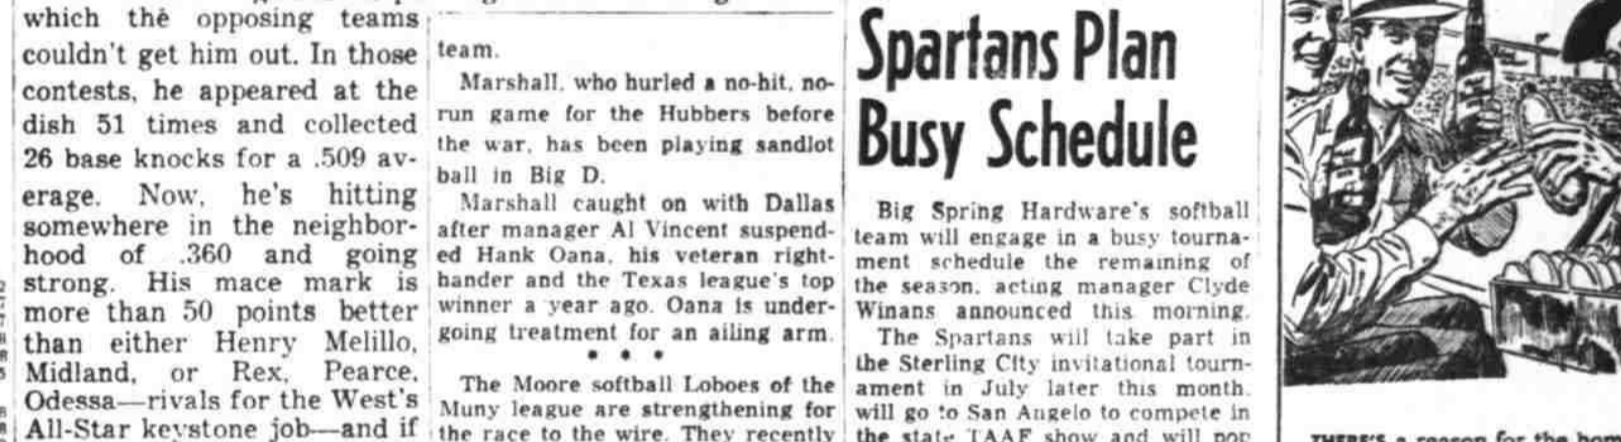 which the opposing teams
couldn't get him out. In those
contests, he appeared at the
dish 51 times and collected
26 base knocks for a .509 av-
erage. Now, he's hitting
somewhere in the neighbor-
hood of .360 and going
strong. His mace mark is
more than 50 points better
than either Henry Melillo,
Midland, or Rex, Pearce,
Odessa—rivals for the West's
All-Star keystone job—and if
team.
Marshall, who hurled a no-hit, no-
run game for the Hubbers before
the war, has been playing sandlot
ball in Big D.
Marshall caught on with Dallas
after manager Al Vincent suspend-
ed Hank Oana, his veteran right-
hander and the Texas league's top
winner a year ago. Oana is under-
going treatment for an ailing arm.
* * *
The Moore softball Loboes of the
Muny league are strengthening for
the race to the wire. They recently
Spartans Plan
Busy Schedule
Big Spring Hardware's softball
team will engage in a busy tourna-
ment schedule the remaining of
the season, acting manager Clyde
Winans announced this morning.
The Spartans will take part in
the Sterling City invitational tourn-
ament in July later this month.
will go to San Angelo to compete in
the state TAAF show and will pop
THERE'S a reason for the